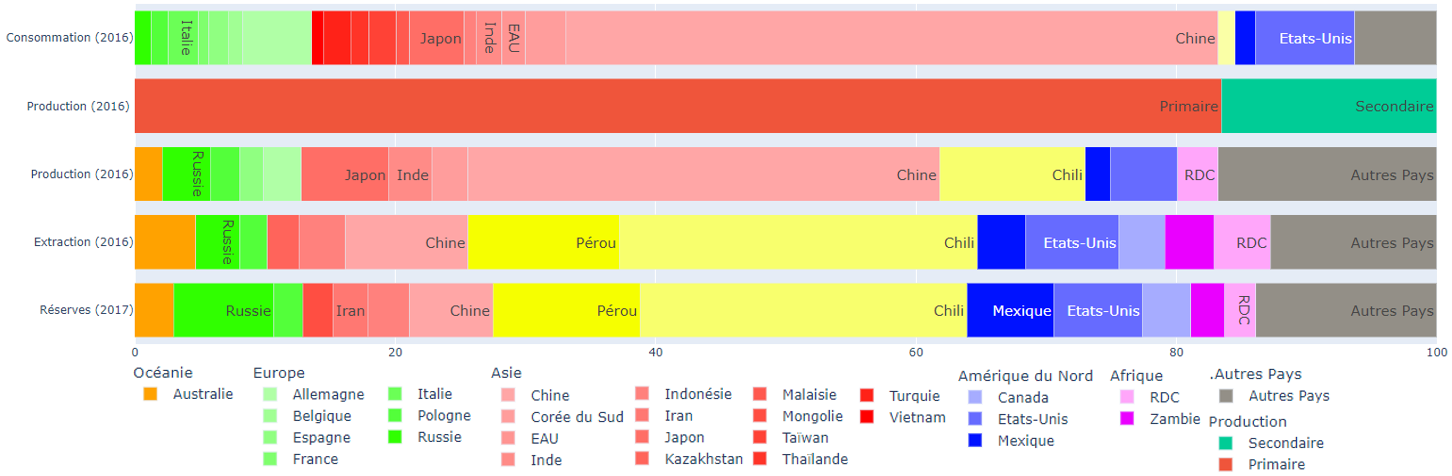 Consommation (2016) Italie Japon Inde EAU Chine Etats-Unis
Production (2016) Primaire Secondaire
Production (2016) Russie Japon Inde Chine Chili RDC Autres Pays
Extraction (2016) Russie Chine Pérou Chili Etats-Unis RDC Autres Pays
Réserves (2017) Russie Iran Chine Pérou Chili Mexique Etats-Unis RDC Autres Pays
0 20 40 60 80 100
Océanie
Australie
Europe
Allemagne
Belgique
Espagne
France
Italie
Pologne
Russie
Asie
Chine
Corée du Sud
EAU
Inde
Indonésie
Iran
Japon
Kazakhstan
Malaisie
Mongolie
Taïwan
Thaïlande
Turquie
Vietnam
Amérique du Nord
Canada
Etats-Unis
Mexique
Afrique
RDC
Zambie
.Autres Pays
Autres Pays
Production
Secondaire
Primaire